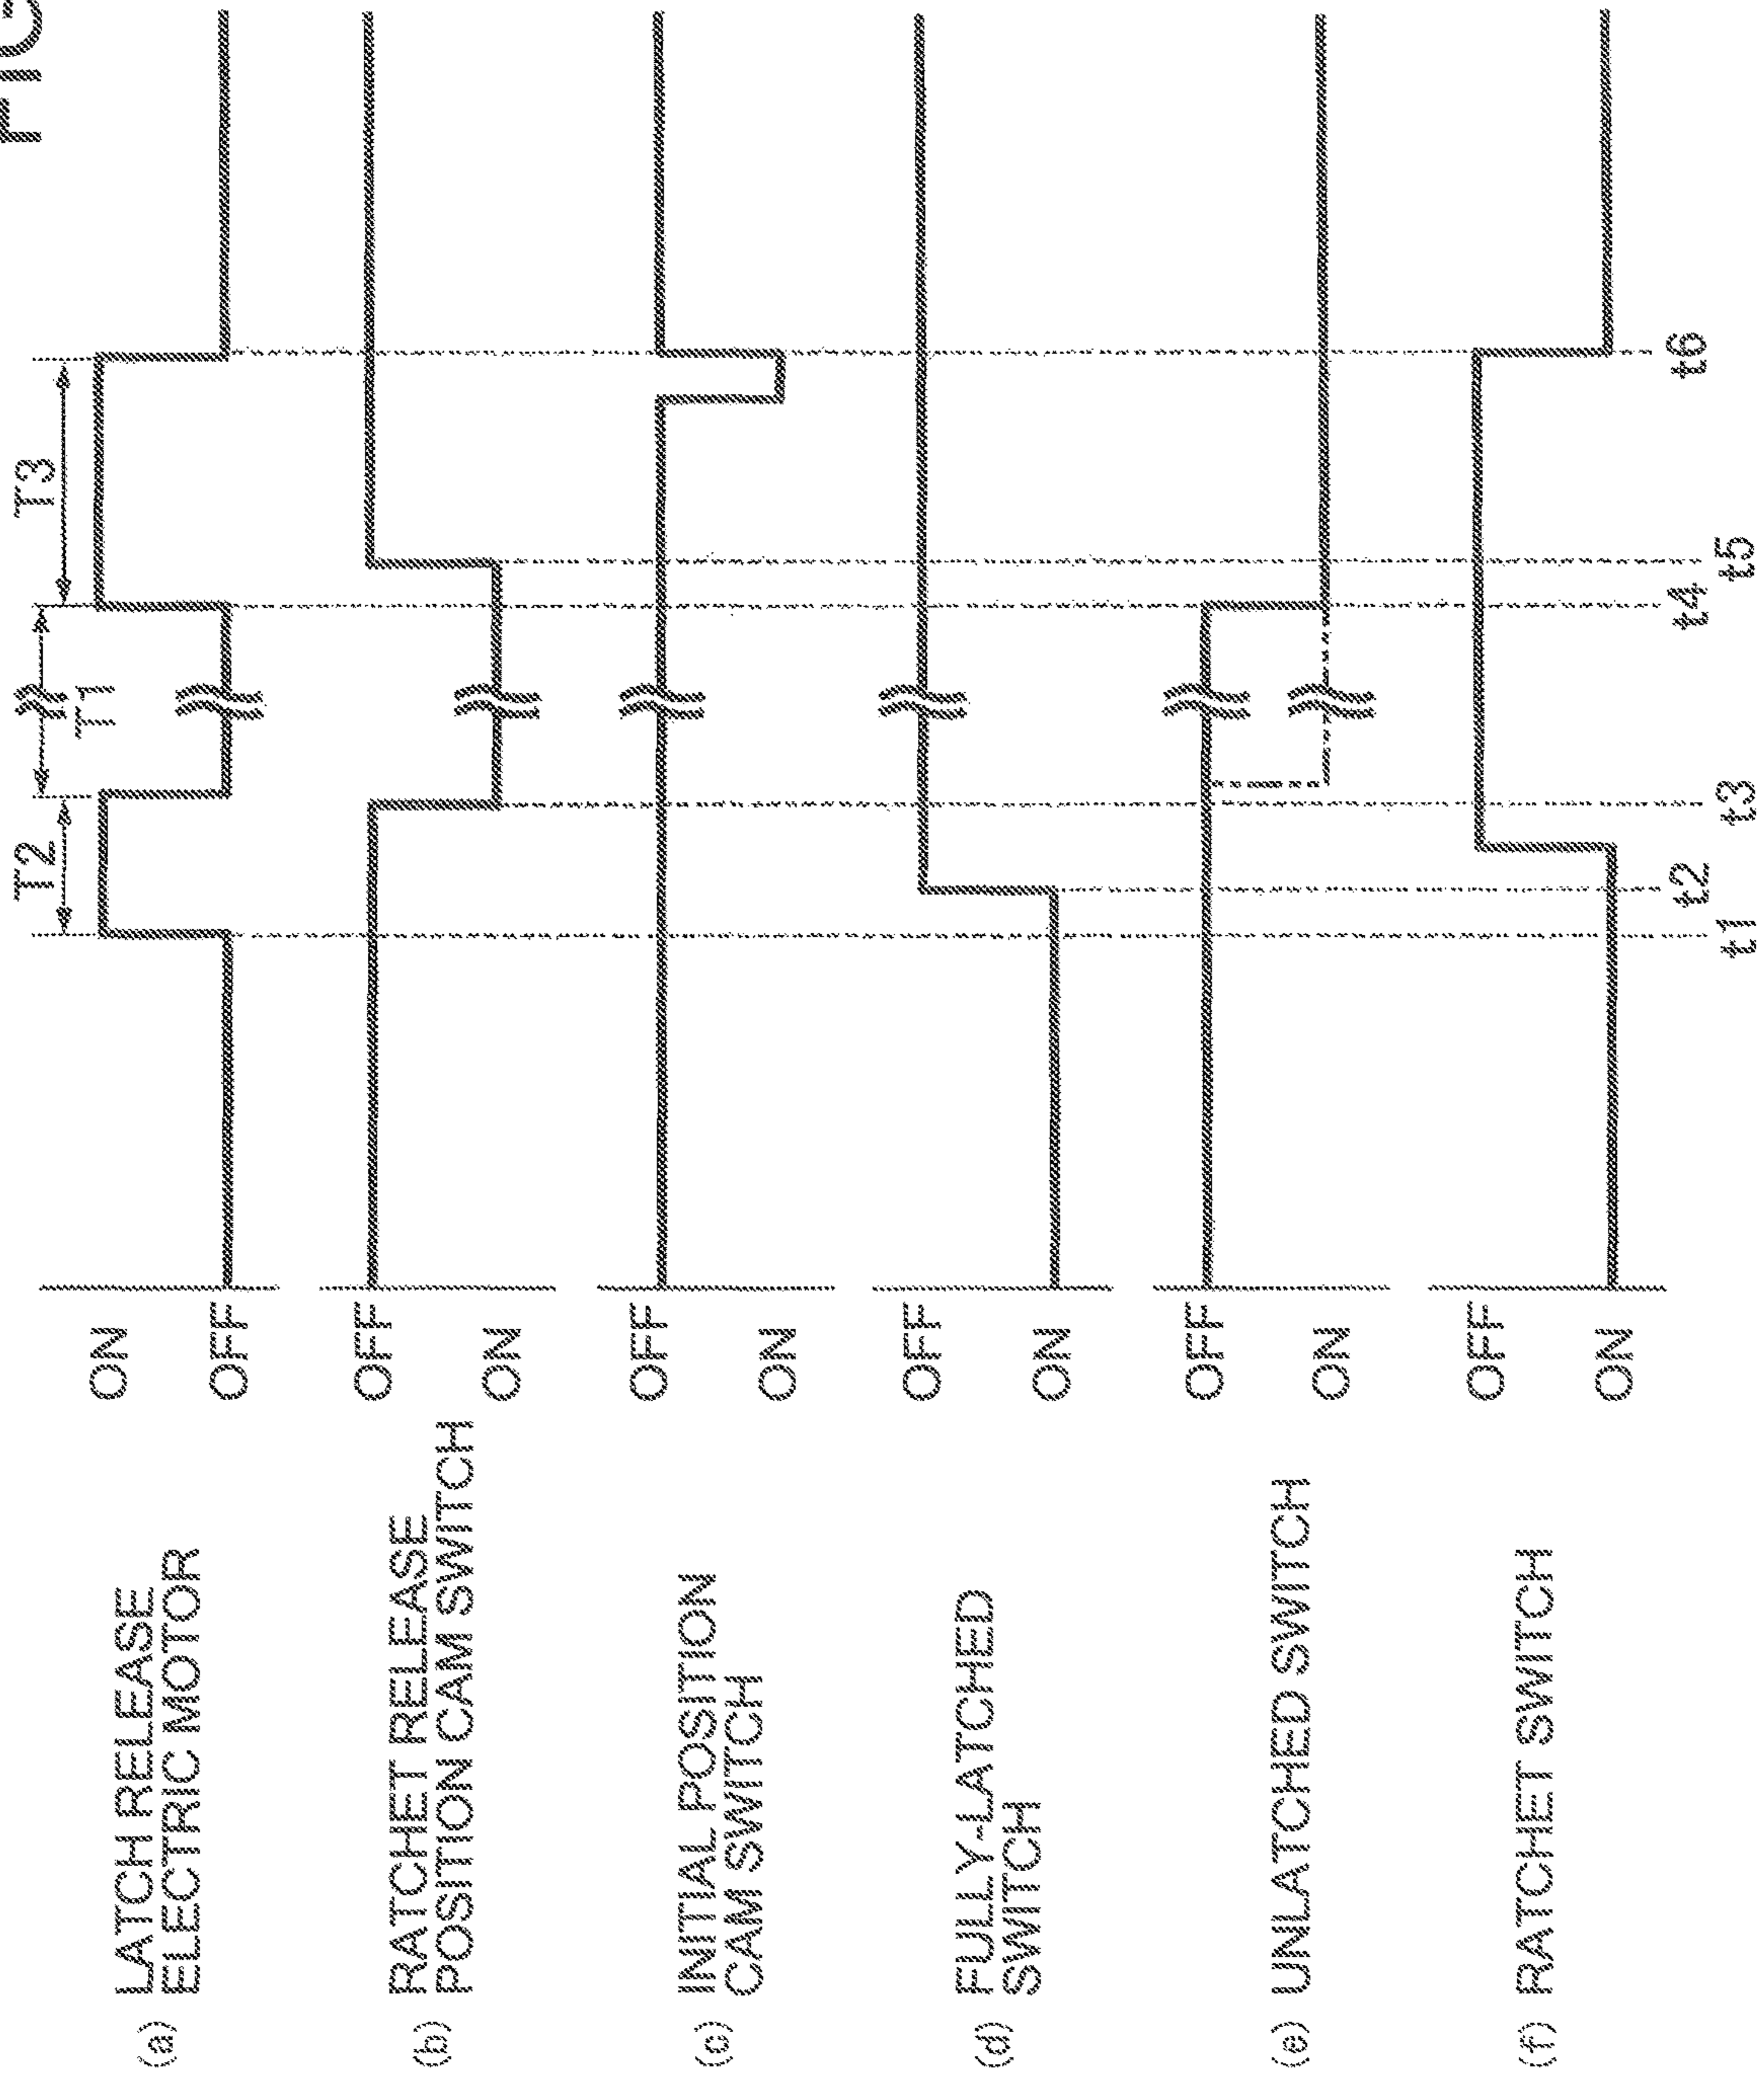 FIG
T2
T1
T3
(a) LATCH RELEASE
ELECTRIC MOTOR
ON
OFF
(b) RATCHET RELEASE
POSITION CAM SWITCH
OFF
ON
(c) INITIAL POSITION
CAM SWITCH
OFF
ON
(d) FULLY-LATCHED
SWITCH
OFF
ON
(e) UNLATCHED SWITCH
OFF
ON
(f) RATCHET SWITCH
OFF
ON
t1
t2
t3
t4
t5
t6